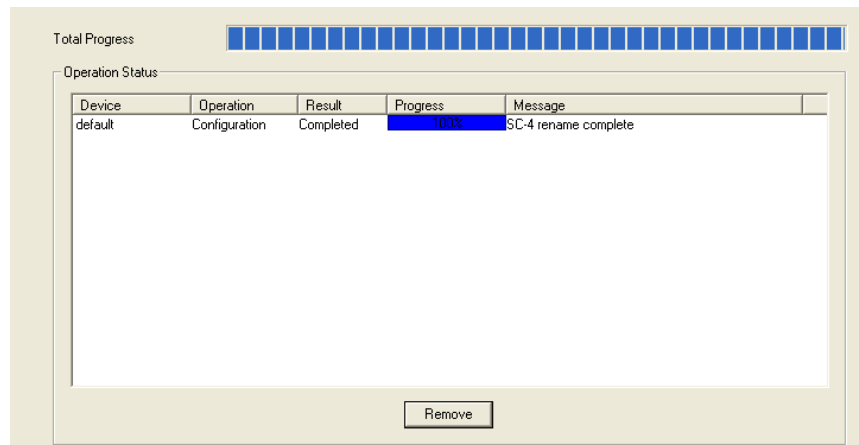 Total Progress
Operation Status
Device Operation Result Progress Message
default Configuration Completed 100% SC-4 rename complete
Remove